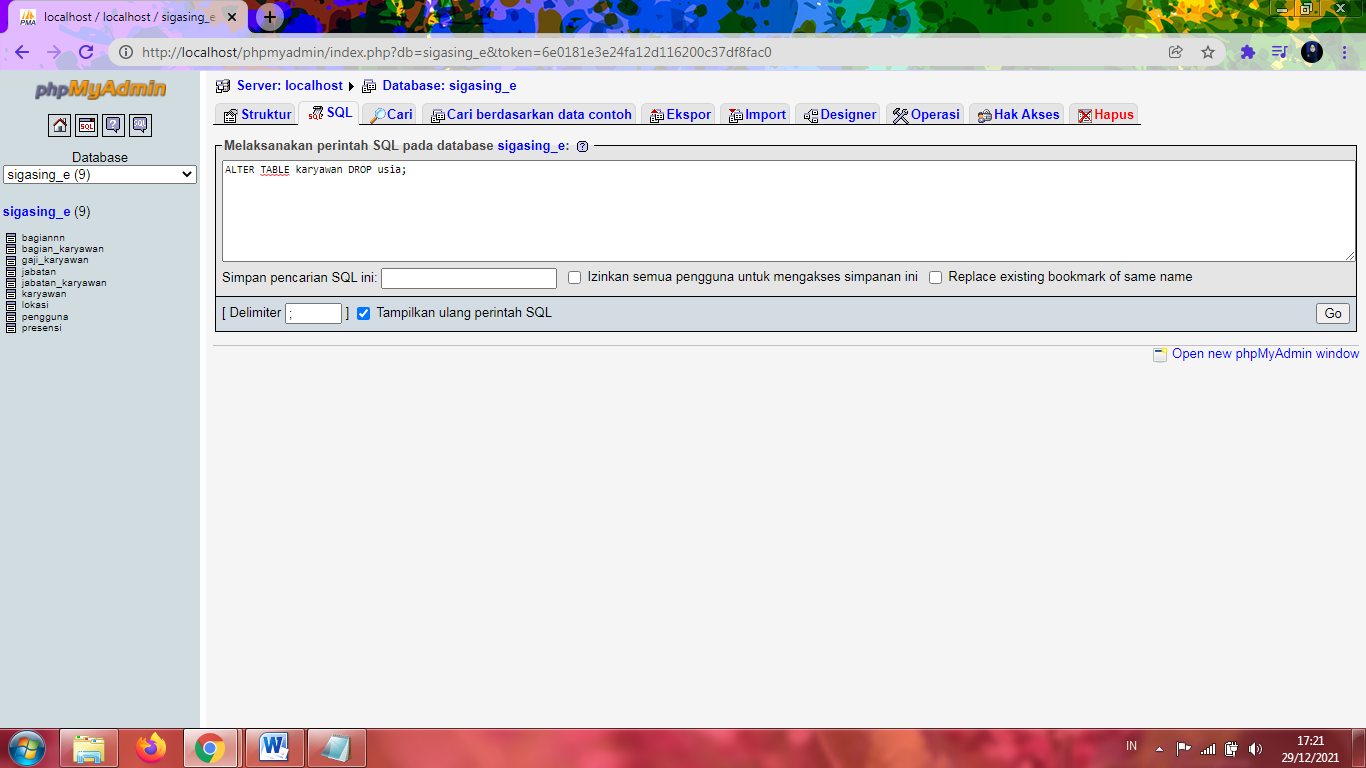 localhost / localhost / sigasing_e
http://localhost/phpmyadmin/index.php?db=sigasing_e&token=6e0181e3e24fa12d116200c37df8fac0
phpMyAdmin
SQL
Database
sigasing_e (9)
sigasing_e (9)
bagiannn
bagian_karyawan
gaji_karyawan
jabatan
jabatan_karyawan
karyawan
lokasi
pengguna
presensi
Server: localhost Database: sigasing_e
Struktur SQL Cari Cari berdasarkan data contoh Ekspor Import Designer Operasi Hak Akses Hapus
Melaksanakan perintah SQL pada database sigasing_e:
ALTER TABLE karyawan DROP usia;
Simpan pencarian SQL ini: Izinkan semua pengguna untuk mengakses simpanan ini Replace existing bookmark of same name
[ Delimiter ; ] Tampilkan ulang perintah SQL Go
Open new phpMyAdmin window
IN
17:21
29/12/2021